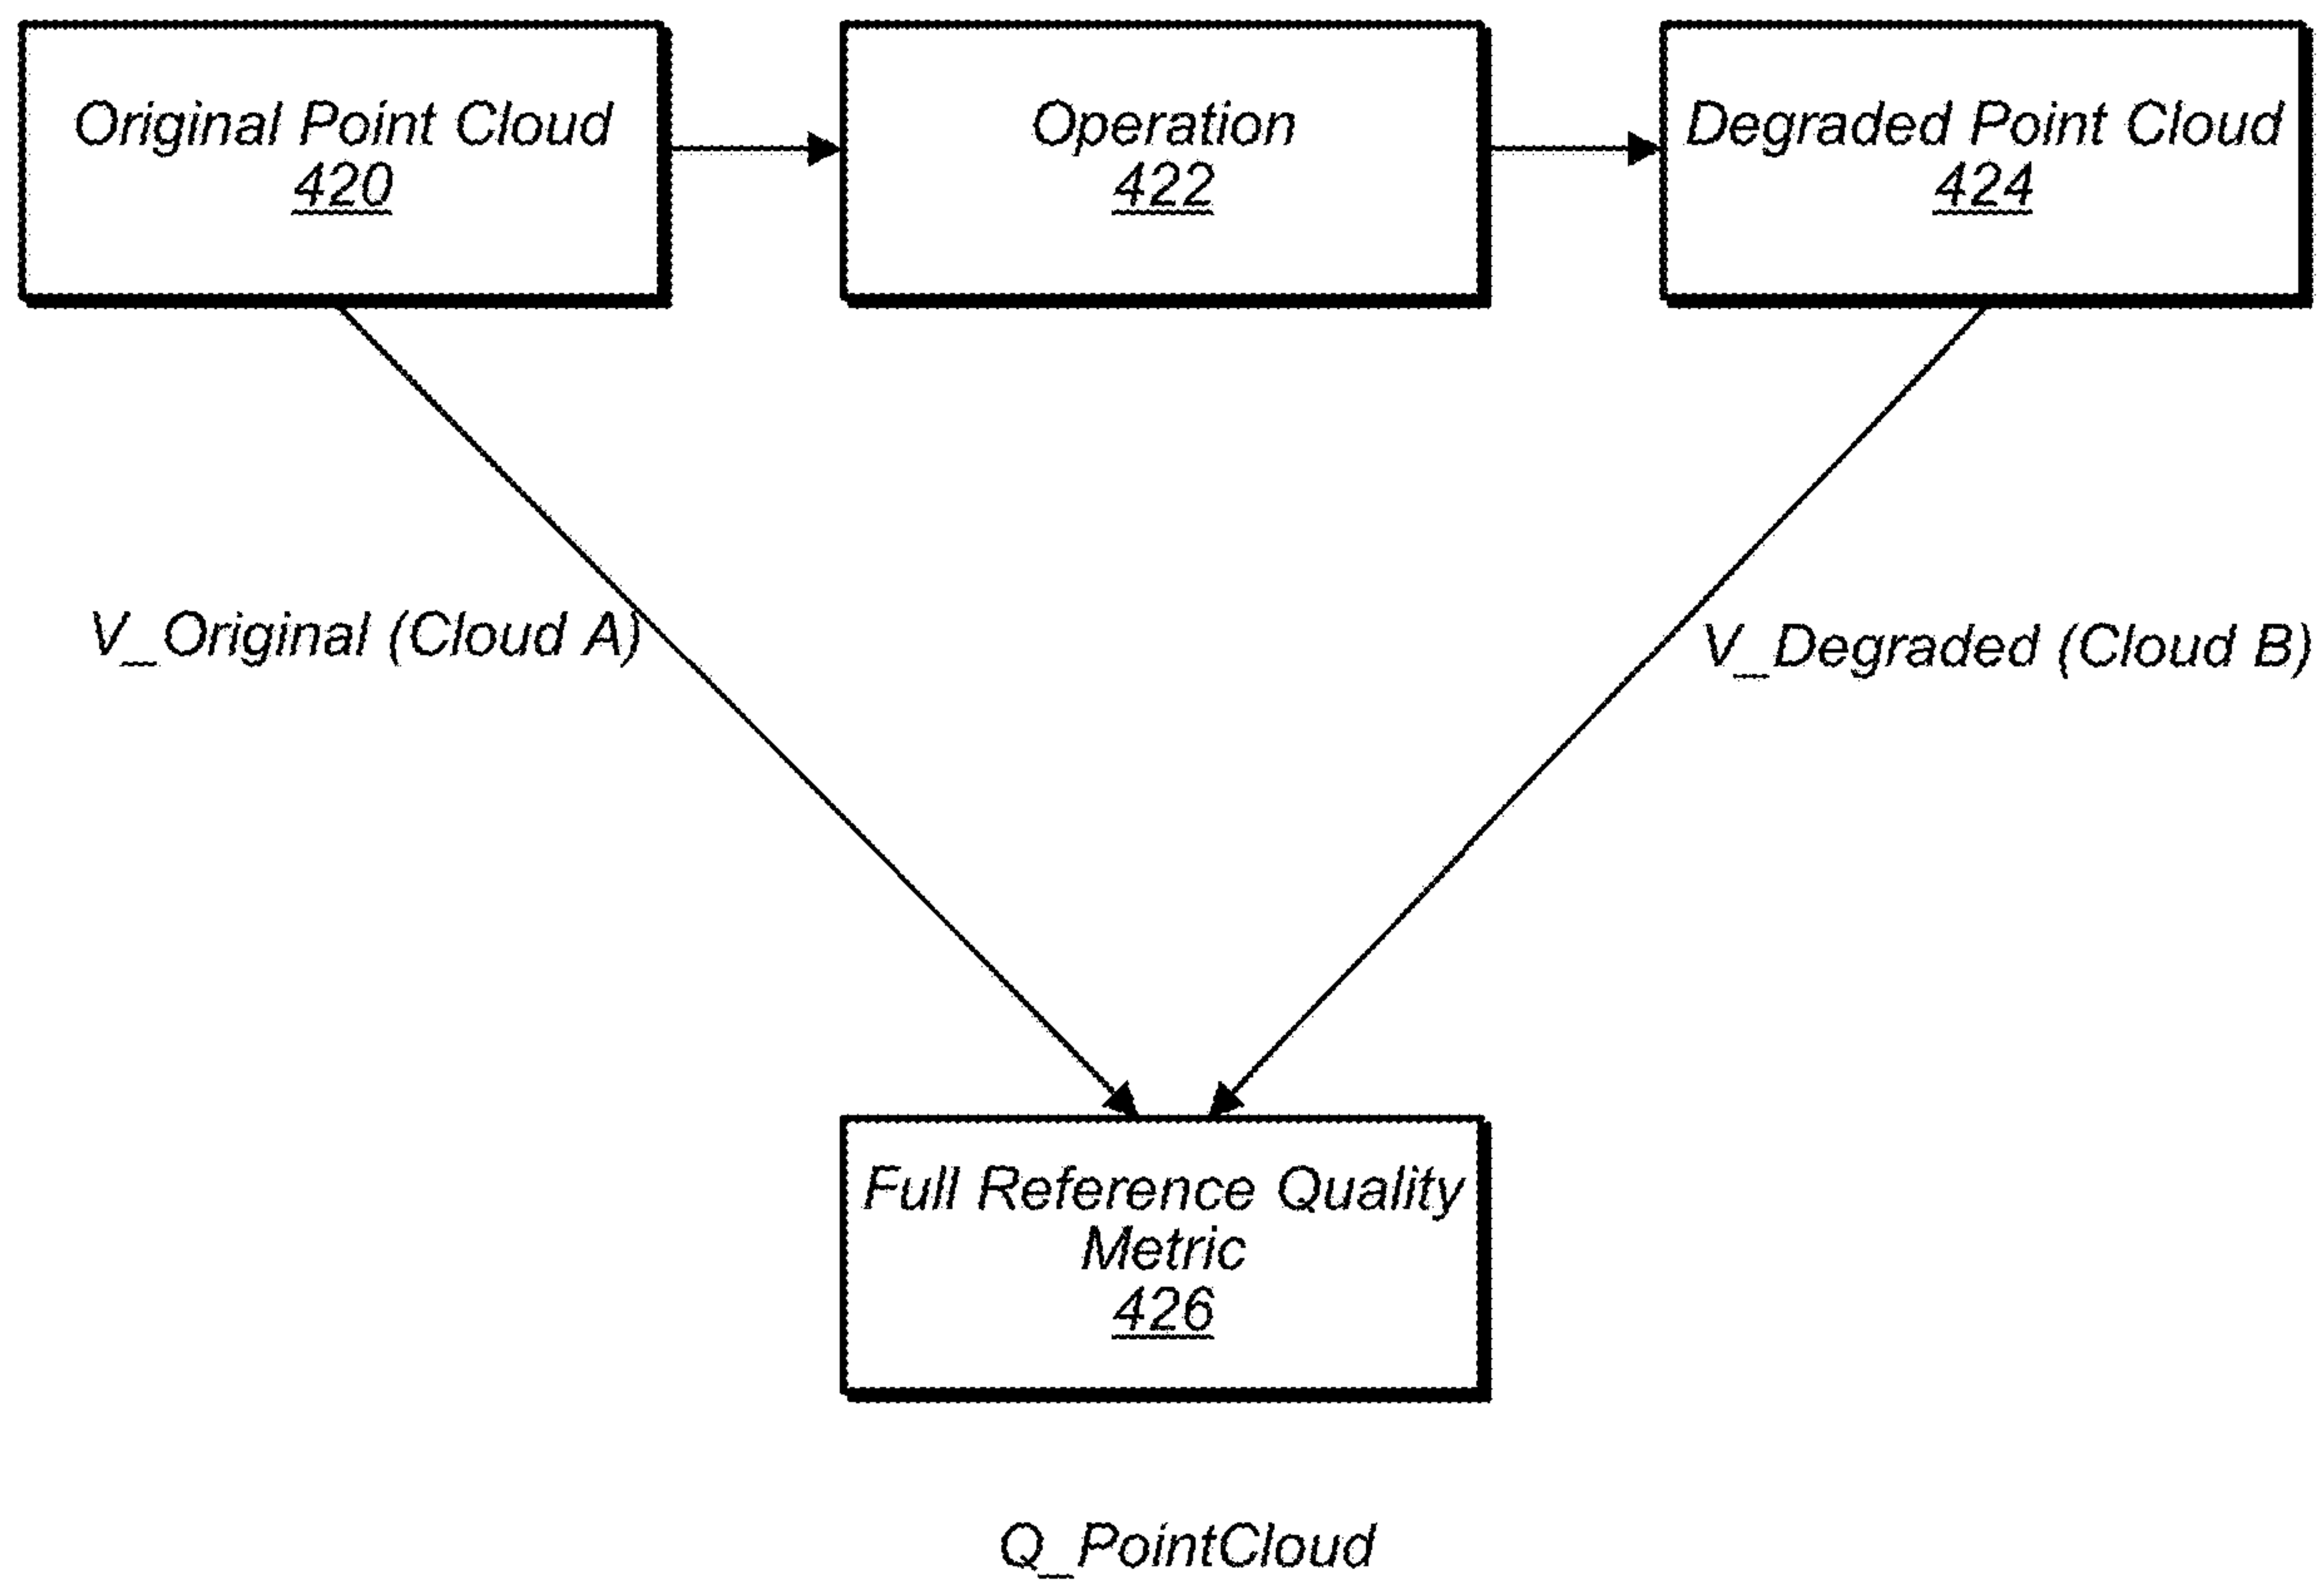 Original Point Cloud
420
Operation
422
Degraded Point Cloud
424
V_Original (Cloud A)
V_Degraded (Cloud B)
Full Reference Quality
Metric
426
Q_PointCloud